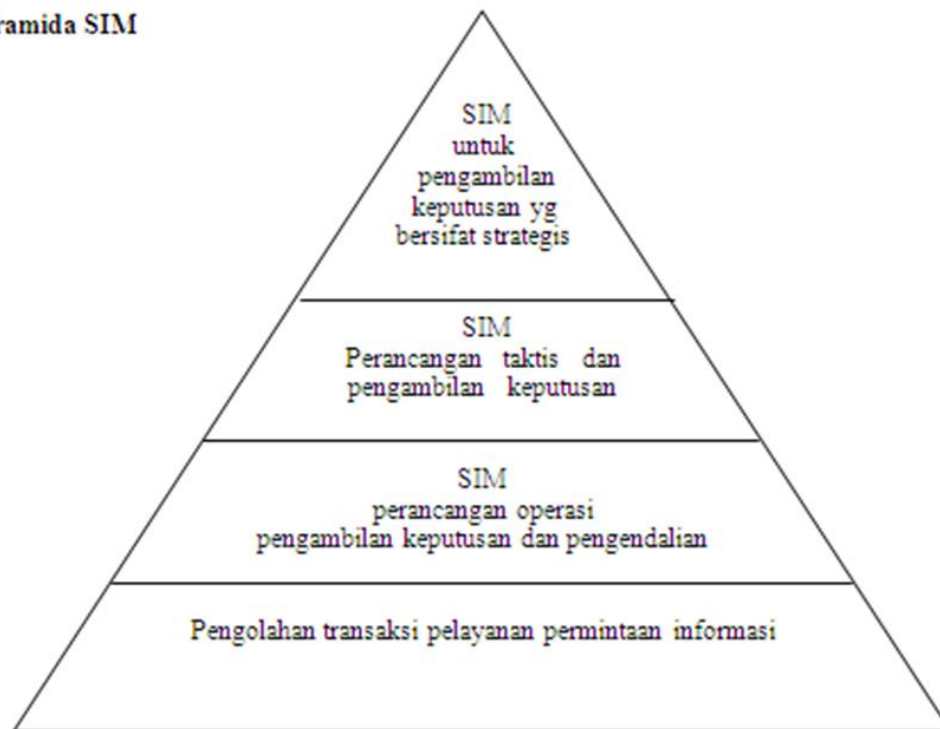 ramida SIM
SIM
untuk
pengambilan
keputusan yg
bersifat strategis
SIM
Perancangan taktis dan
pengambilan keputusan
SIM
perancangan operasi
pengambilan keputusan dan pengendalian
Pengolahan transaksi pelayanan permintaan informasi